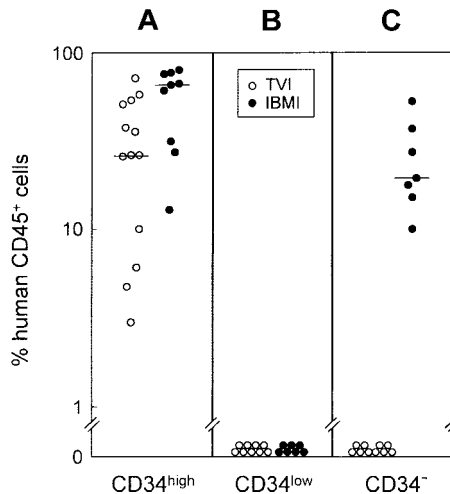 A B C
100
TVI
IBMI
% human CD45⁺ cells
10
1
0
CD34ʰⁱᵍʰ CD34ˡᵒʷ CD34⁻